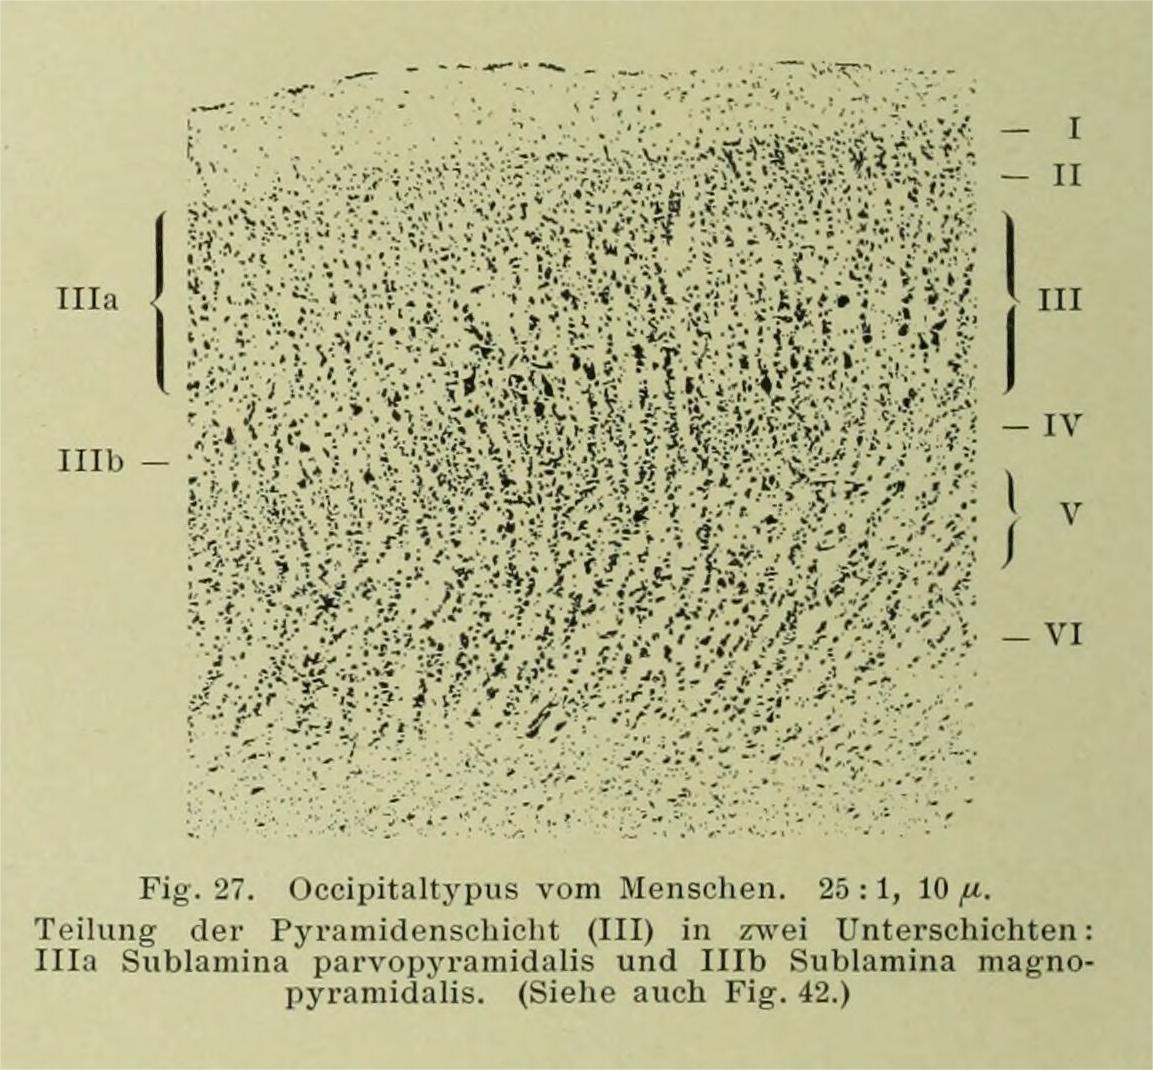 I
II
IIIa
III
IV
IIIb
V
VI
Fig. 27. Occipitaltypus vom Menschen. 25 : 1, 10 μ.
Teilung der Pyramidenschicht (III) in zwei Unterschichten:
IIIa Sublamina parvopyramidalis und IIIb Sublamina magno-
pyramidalis. (Siehe auch Fig. 42.)